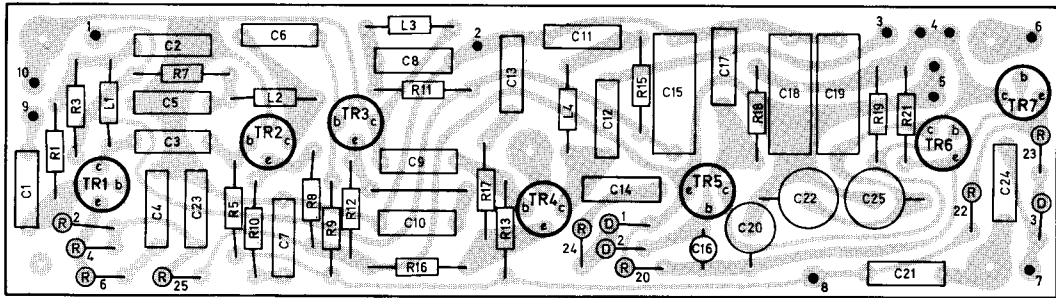 1
C2
C6
L3
2
C11
3
4
6
10
R7
C8
C13
R15
C15
C17
C18
C19
5
b
c e
TR7
9
R3
L1
C5
L2
R11
L4
C12
R18
R19
R21
R
23
R1
C3
b c
TR2
e
TR3
b c
e
c b
TR6
e
C1
c
TR1 b
e
C4
C23
R5
R10
C7
R8
R9
R12
C9
R17
R13
b c
TR4
e
C14
e c
TR5
b
C22
C25
R
22
C24
D
3
R 2
R 4
C10
R
24
D 1
D 2
C16
C20
R
6
R
25
R16
R
20
8
C21
7